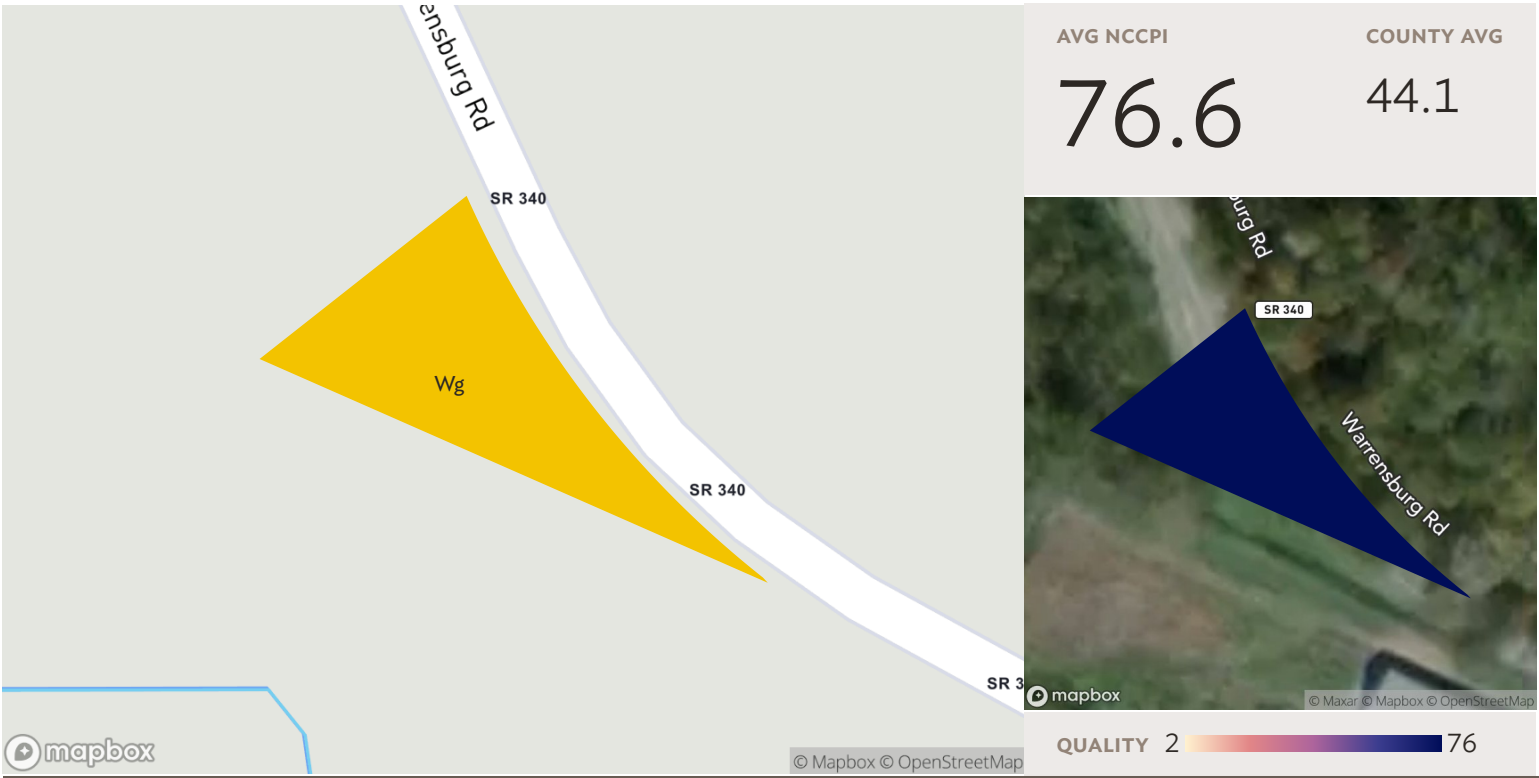 ensburg Rd
SR 340
Wg
SR 340
SR 3
mapbox
© Mapbox © OpenStreetMap
AVG NCCPI
76.6
COUNTY AVG
44.1
burg Rd
SR 340
Warrensburg Rd
mapbox
© Maxar © Mapbox © OpenStreetMap
QUALITY 2 76